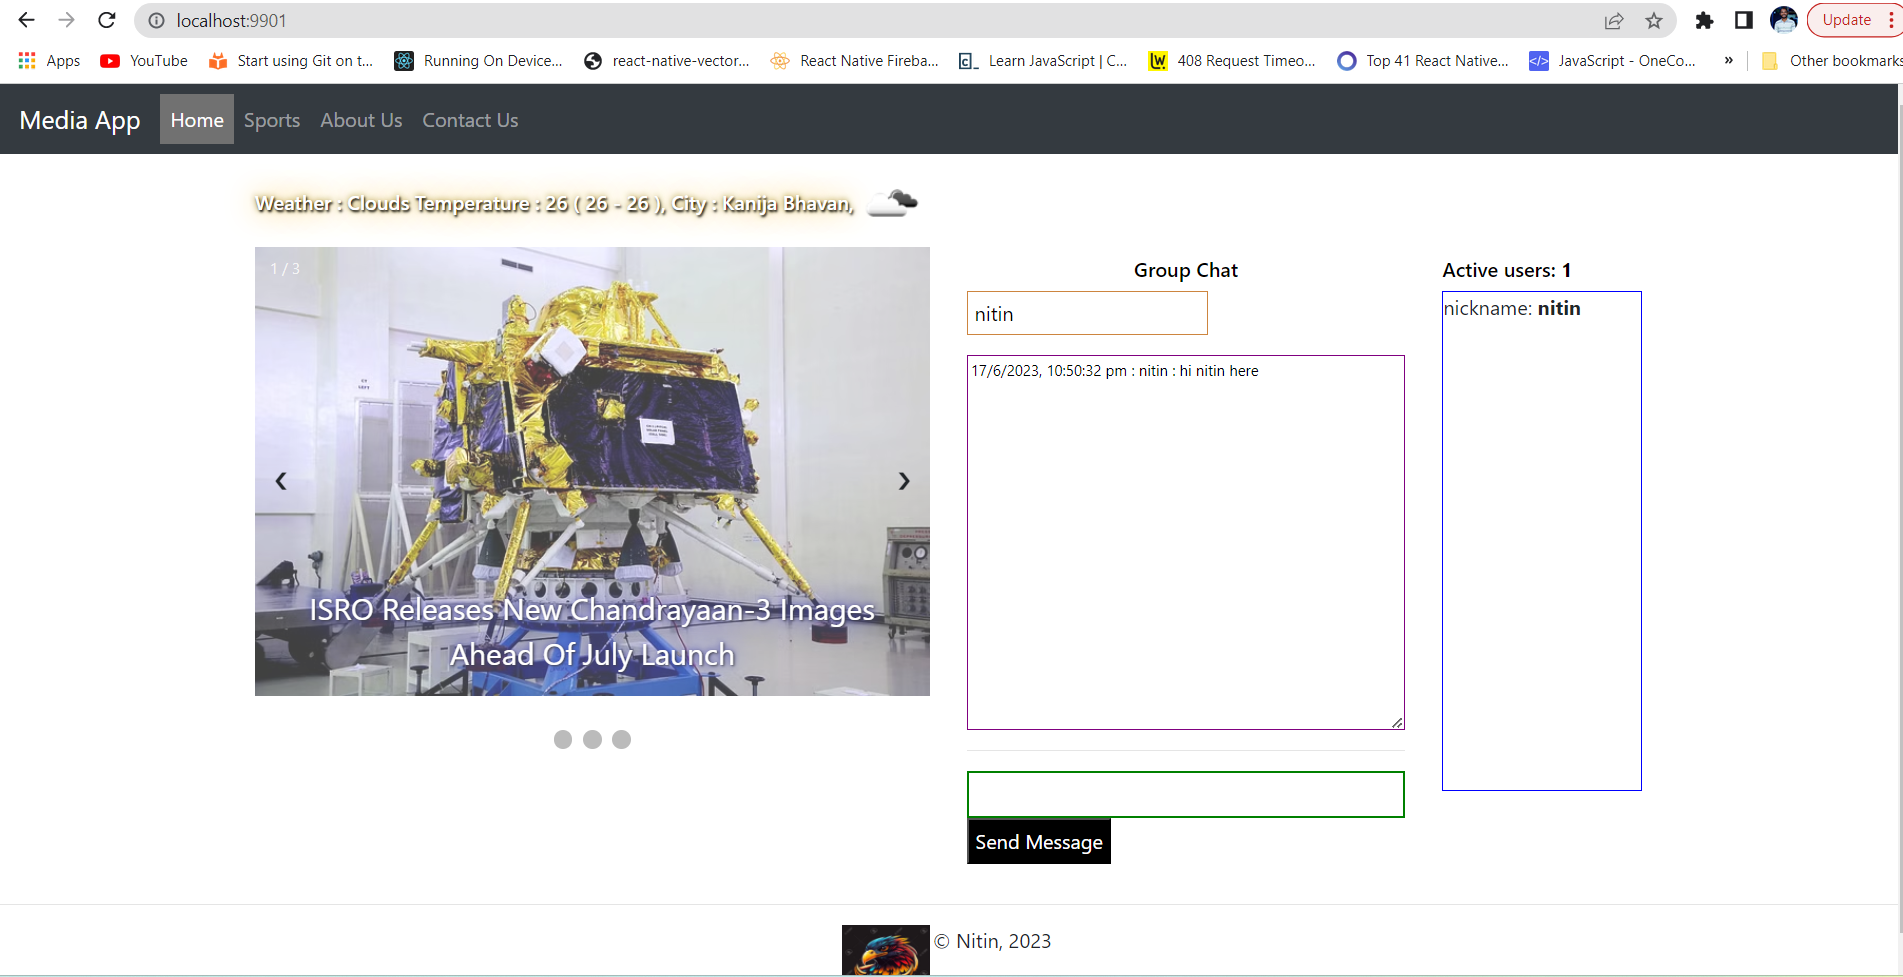 localhost:9901
Update
Apps
YouTube
Start using Git on t...
Running On Device...
react-native-vector...
React Native Fireba...
Learn JavaScript | C...
408 Request Timeo...
Top 41 React Native...
JavaScript - OneCo...
»
Other bookmarks
Media App
Home
Sports
About Us
Contact Us
Weather : Clouds Temperature : 26 ( 26 - 26 ), City : Kanija Bhavan,
1 / 3
❮
❯
ISRO Releases New Chandrayaan-3 Images
Ahead Of July Launch
Group Chat
nitin
17/6/2023, 10:50:32 pm : nitin : hi nitin here
Send Message
Active users: 1
nickname: nitin
© Nitin, 2023